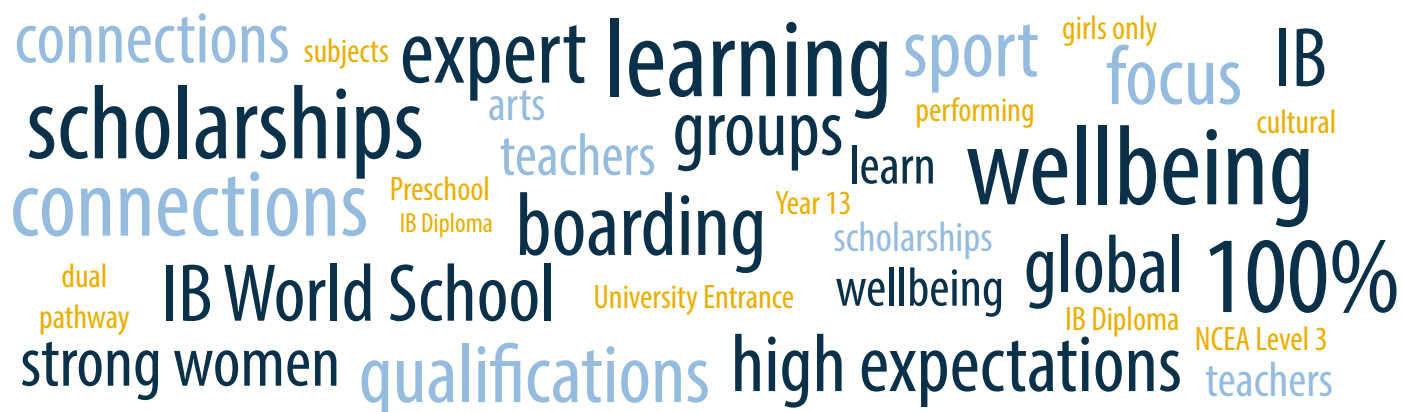 connections subjects expert learning sport girls only focus IB
scholarships arts teachers groups learn performing wellbeing cultural
connections Preschool IB Diploma boarding Year 13 scholarships global 100%
dual pathway IB World School University Entrance wellbeing IB Diploma NCEA Level 3
strong women qualifications high expectations teachers